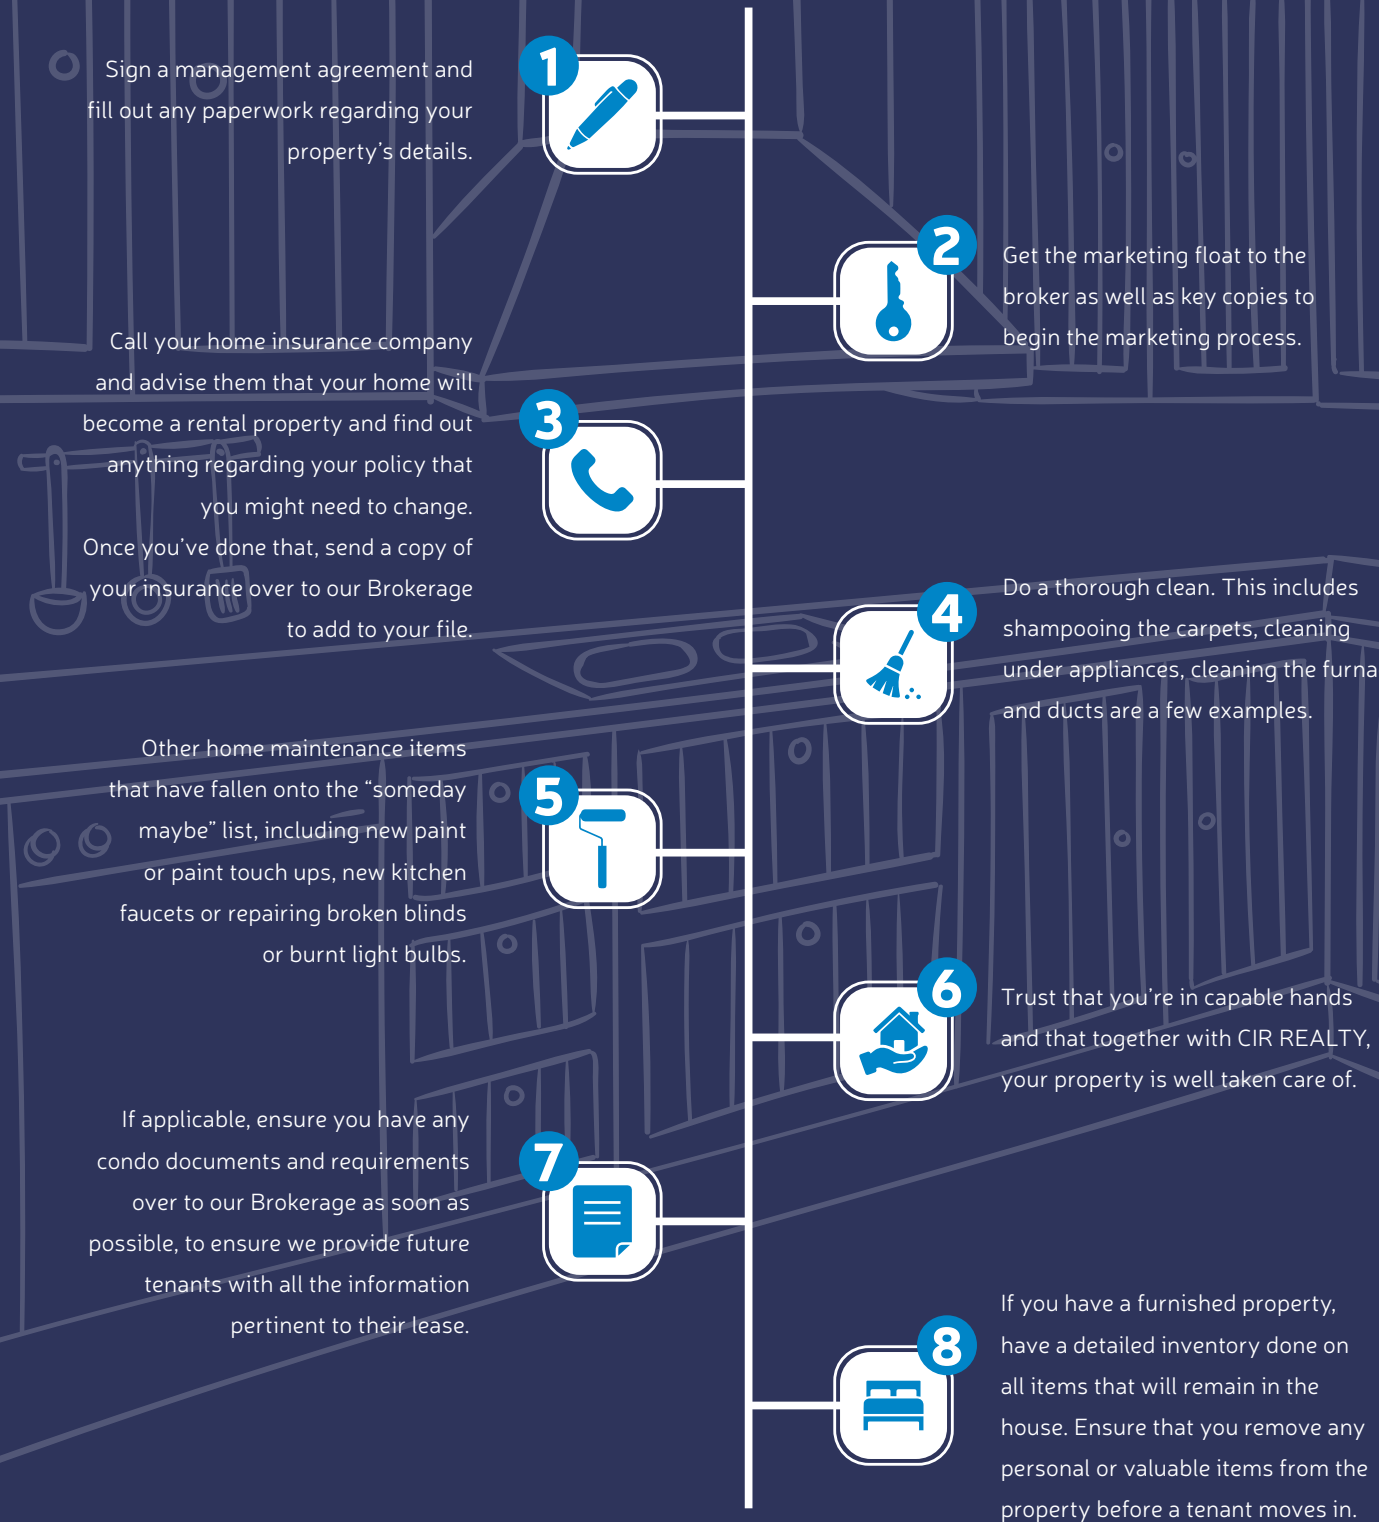 1
Sign a management agreement and
fill out any paperwork regarding your
property's details.
2
Get the marketing float to the
broker as well as key copies to
begin the marketing process.
3
Call your home insurance company
and advise them that your home will
become a rental property and find out
anything regarding your policy that
you might need to change.
Once you've done that, send a copy of
your insurance over to our Brokerage
to add to your file.
4
Do a thorough clean. This includes
shampooing the carpets, cleaning
under appliances, cleaning the furna
and ducts are a few examples.
5
Other home maintenance items
that have fallen onto the “someday
maybe” list, including new paint
or paint touch ups, new kitchen
faucets or repairing broken blinds
or burnt light bulbs.
6
Trust that you're in capable hands
and that together with CIR REALTY,
your property is well taken care of.
7
If applicable, ensure you have any
condo documents and requirements
over to our Brokerage as soon as
possible, to ensure we provide future
tenants with all the information
pertinent to their lease.
8
If you have a furnished property,
have a detailed inventory done on
all items that will remain in the
house. Ensure that you remove any
personal or valuable items from the
property before a tenant moves in.